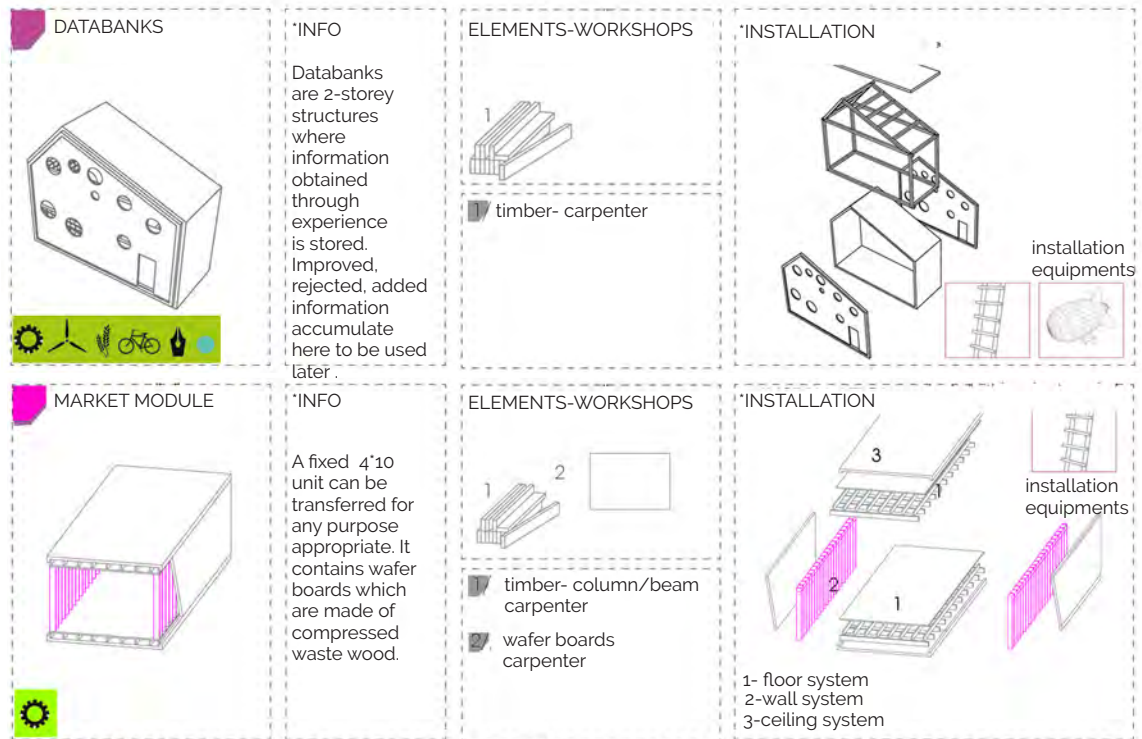 DATABANKS
*INFO
Databanks
are 2-storey
structures
where
information
obtained
through
experience
is stored.
Improved,
rejected, added
information
accumulate
here to be used
later .
ELEMENTS-WORKSHOPS
1
1 timber- carpenter
*INSTALLATION
installation
equipments
MARKET MODULE
*INFO
A fixed 4*10
unit can be
transferred for
any purpose
appropriate. It
contains wafer
boards which
are made of
compressed
waste wood.
ELEMENTS-WORKSHOPS
1
2
1 timber- column/beam
carpenter
2 wafer boards
carpenter
*INSTALLATION
3
1
2
1
installation
equipments
1- floor system
2-wall system
3-ceiling system